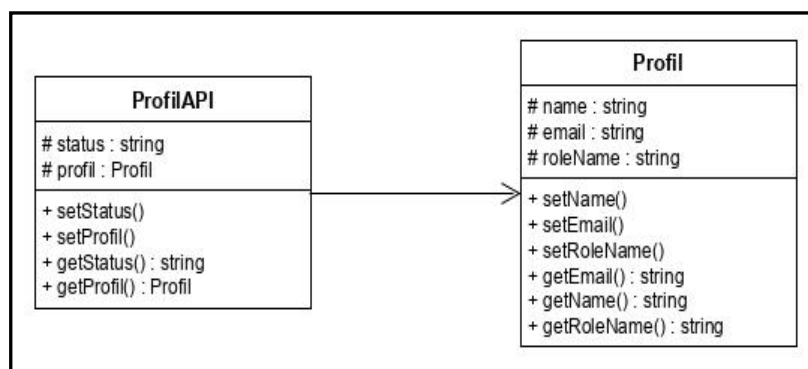 ProfilAPI
# status : string
# profil : Profil
+ setStatus()
+ setProfil()
+ getStatus() : string
+ getProfil() : Profil
Profil
# name : string
# email : string
# roleName : string
+ setName()
+ setEmail()
+ setRoleName()
+ getEmail() : string
+ getName() : string
+ getRoleName() : string